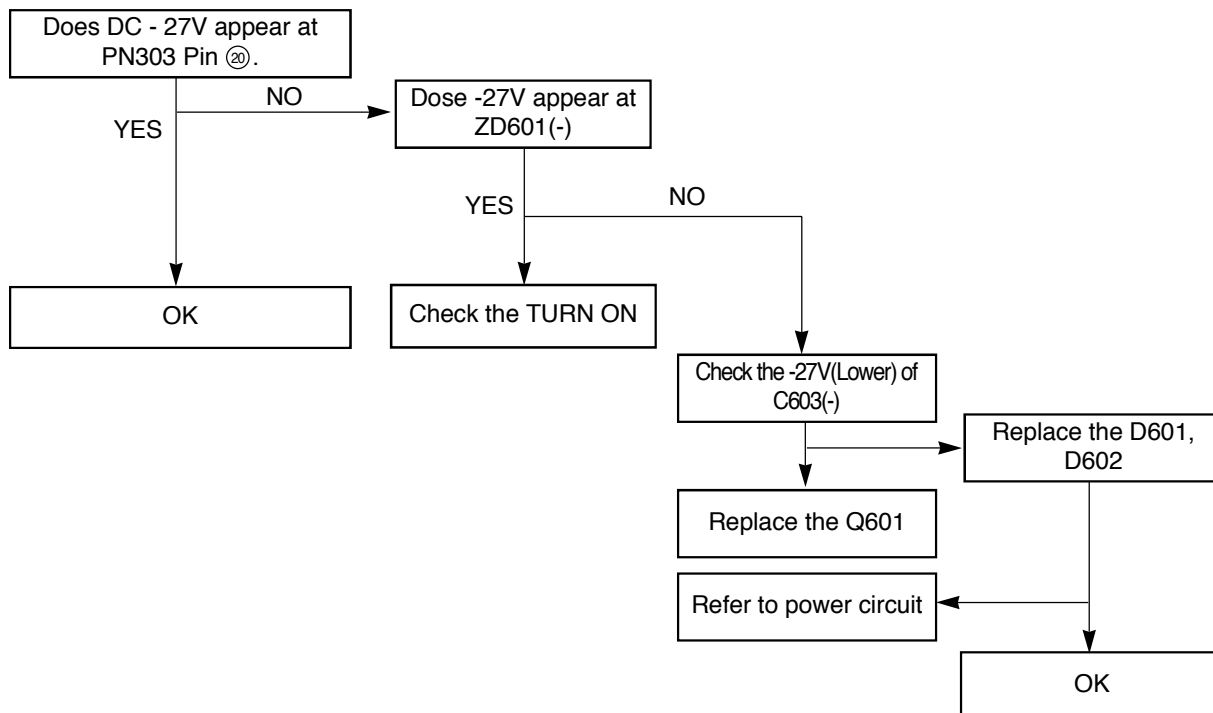 Does DC - 27V appear at
PN303 Pin ⑳.
NO
YES
Dose -27V appear at
ZD601(-)
YES
NO
OK
Check the TURN ON
Check the -27V(Lower) of
C603(-)
Replace the D601,
D602
Replace the Q601
Refer to power circuit
OK